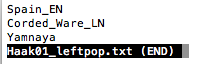 Spain_EN
Corded_Ware_LN
Yamnaya
Haak01_leftpop.txt (END)